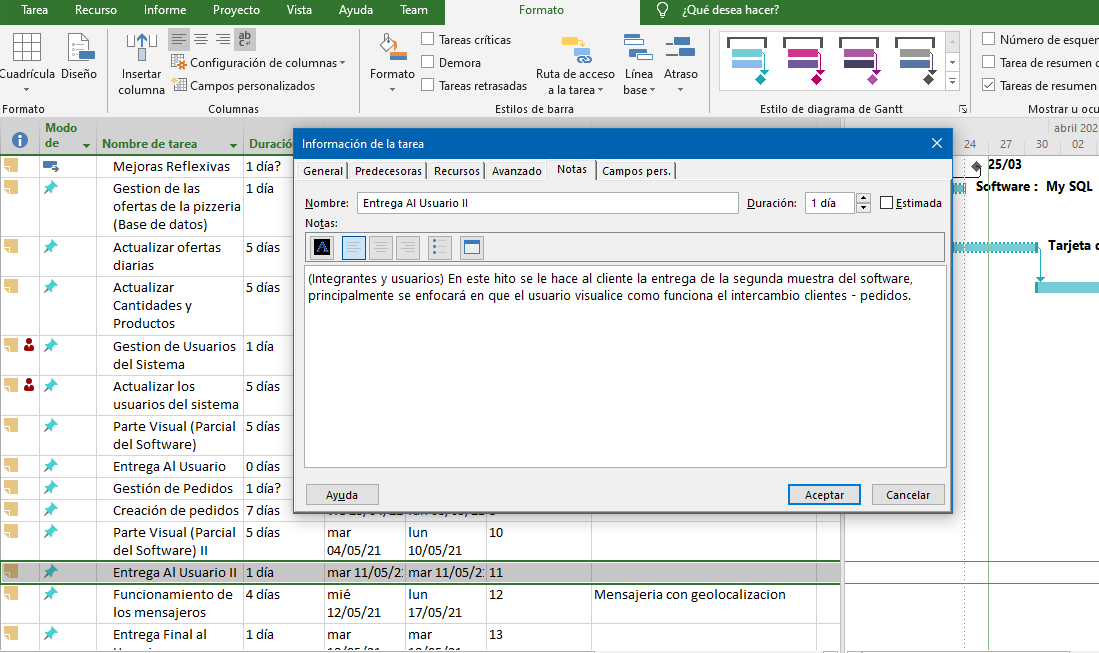 Tarea Recurso Informe Proyecto Vista Ayuda Team Formato ¿Qué desea hacer?
Cuadrícula
Diseño
Formato
Insertar
columna
ab
Configuración de columnas
Campos personalizados
Columnas
Formato
Tareas críticas
Demora
Tareas retrasadas
Ruta de acceso
a la tarea
Línea
base
Atraso
Estilos de barra
Estilo de diagrama de Gantt
Número de esquem
Tarea de resumen
Tareas de resumen
Mostrar u ocu
Modo
de
Nombre de tarea
Duració
abril 202
24 27 30 02
Mejoras Reflexivas 1 día?
Gestion de las
ofertas de la pizzeria
(Base de datos)
1 día
Actualizar ofertas
diarias
5 días
Actualizar
Cantidades y
Productos
5 días
Gestion de Usuarios
del Sistema
1 día
Actualizar los
usuarios del sistema
5 días
Parte Visual (Parcial
del Software)
5 días
Entrega Al Usuario 0 días
Gestión de Pedidos 1 día?
Creación de pedidos 7 días
Parte Visual (Parcial
del Software) II
5 días
mar
04/05/21
lun
10/05/21
10
Entrega Al Usuario II 1 día mar 11/05/2 mar 11/05/2 11
Funcionamiento de
los mensajeros
4 días
mié
12/05/21
lun
17/05/21
12
Mensajeria con geolocalizacion
Entrega Final al
1 día
mar
mar
13
25/03
Software : My SQL
Tarjeta
Información de la tarea
General Predecesoras Recursos Avanzado Notas Campos pers.
Nombre: Entrega Al Usuario II Duración: 1 día Estimada
Notas:
A
(Integrantes y usuarios) En este hito se le hace al cliente la entrega de la segunda muestra del software,
principalmente se enfocará en que el usuario visualice como funciona el intercambio clientes - pedidos.
Ayuda Aceptar Cancelar